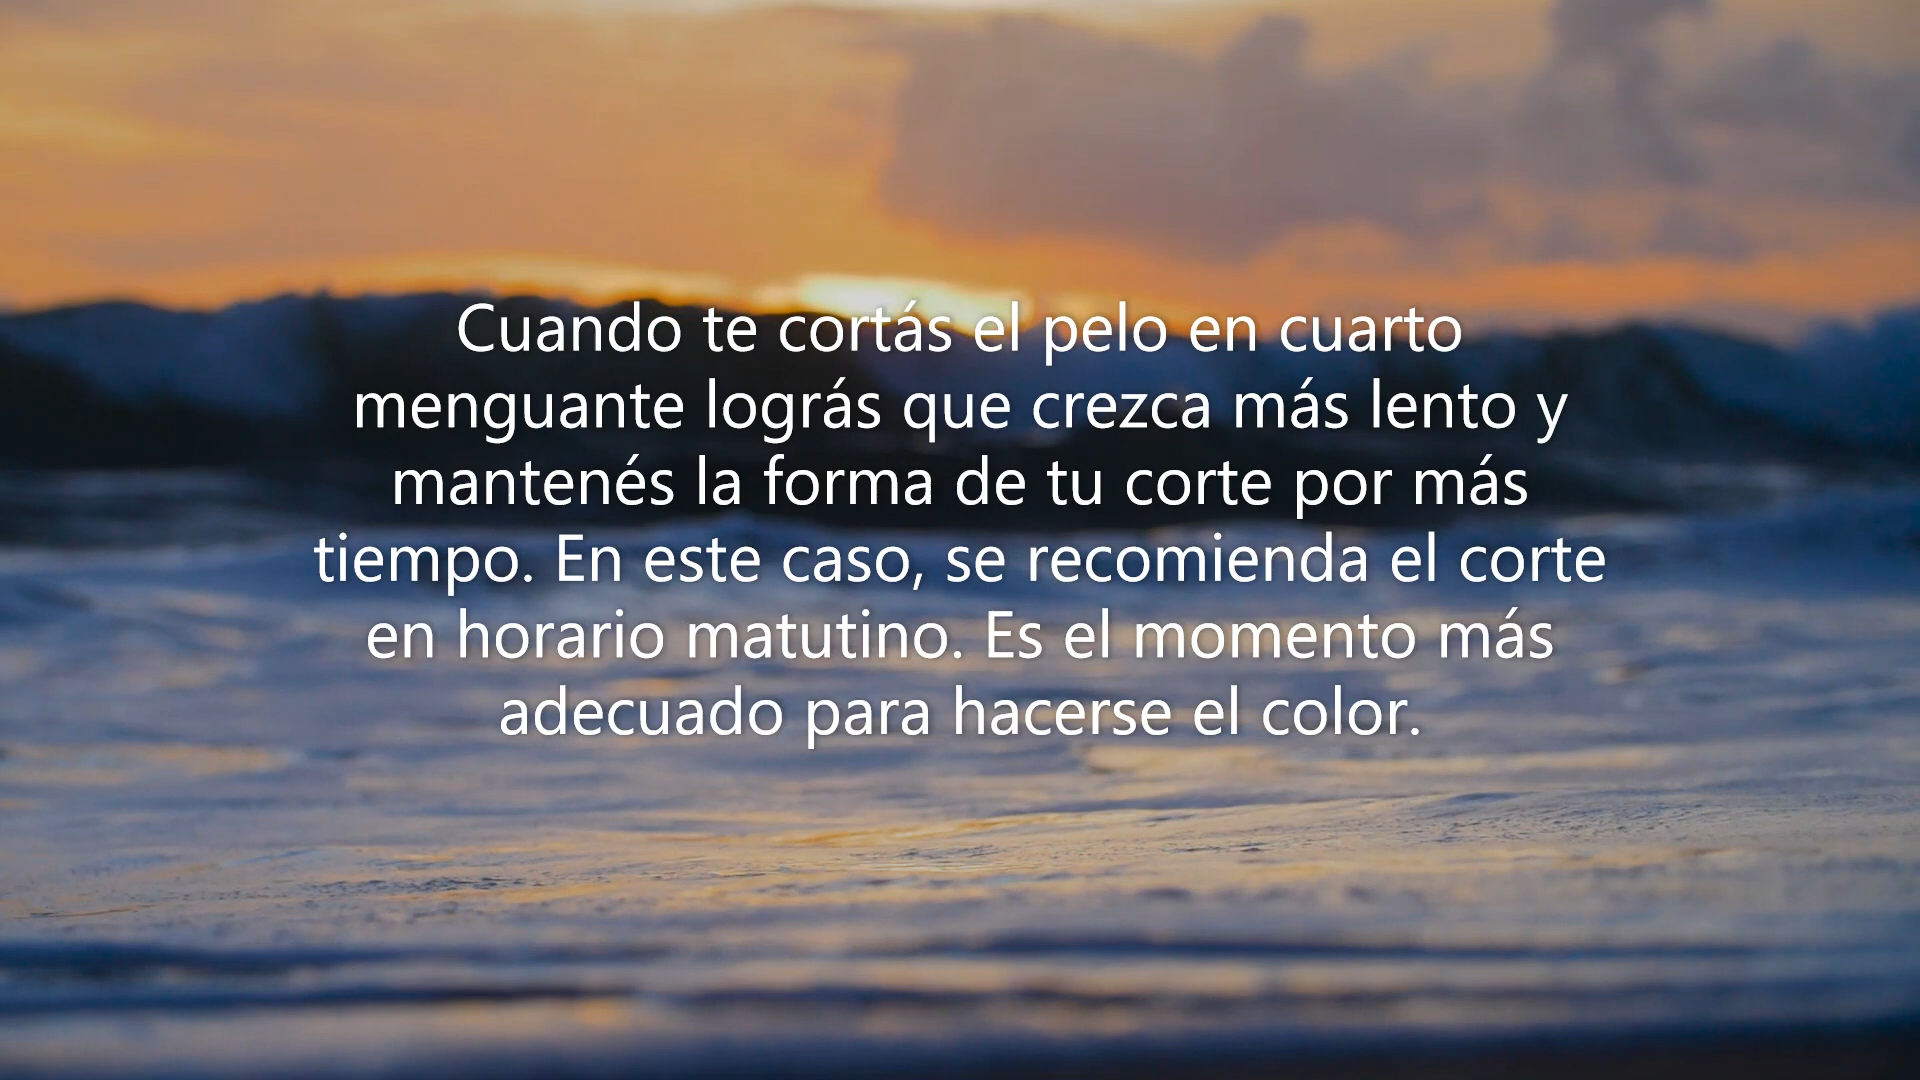 Cuando te cortás el pelo en cuarto
menguante lográs que crezca más lento y
mantenés la forma de tu corte por más
tiempo. En este caso, se recomienda el corte
en horario matutino. Es el momento más
adecuado para hacerse el color.